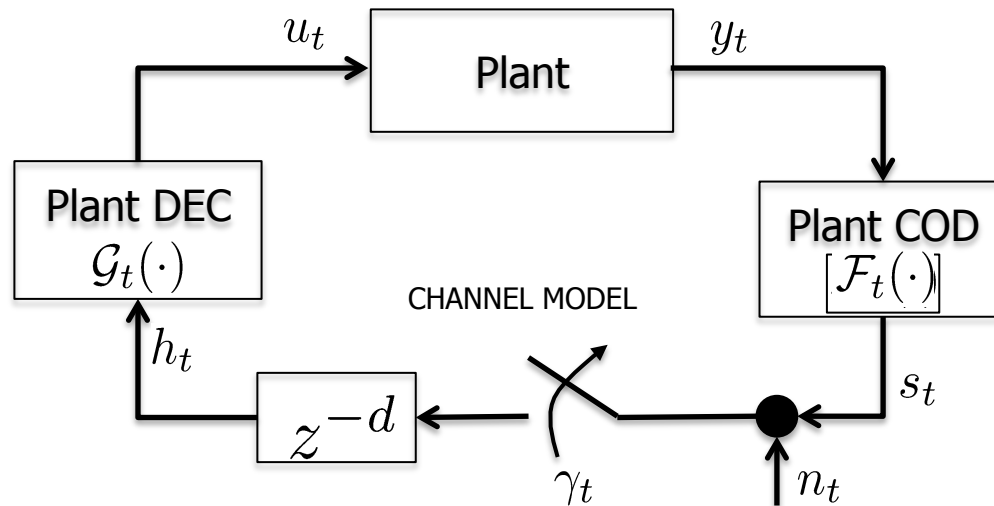 u_t
Plant
y_t
Plant DEC
𝒢_t(·)
Plant COD
[ℱ_t(·)]
CHANNEL MODEL
h_t
z^{-d}
γ_t
s_t
n_t